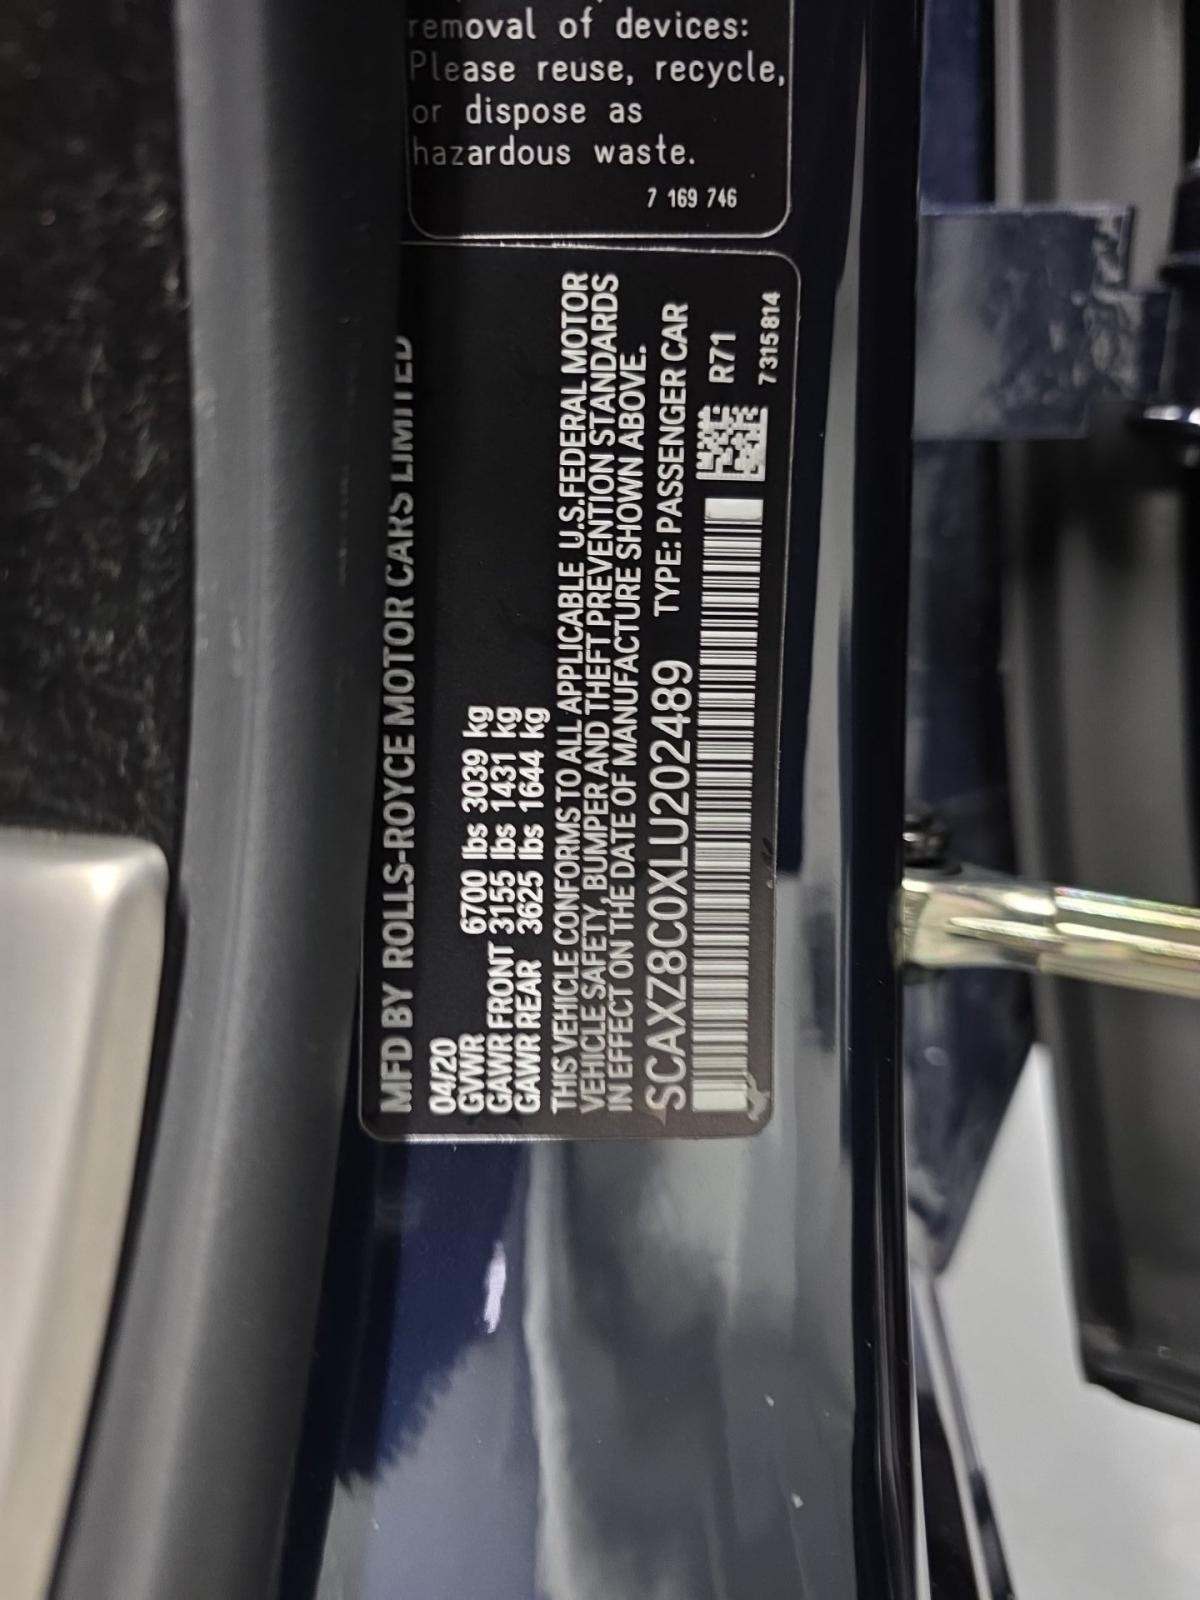 removal of devices:
Please reuse, recycle,
or dispose as
hazardous waste.
7 169 746
MFD BY ROLLS-ROYCE MOTOR CARS LIMITED
04/20
GVWR 6700 lbs 3039 kg
GAWR FRONT 3155 lbs 1431 kg
GAWR REAR 3625 lbs 1644 kg
THIS VEHICLE CONFORMS TO ALL APPLICABLE U.S.FEDERAL MOTOR
VEHICLE SAFETY, BUMPER AND THEFT PREVENTION STANDARDS
IN EFFECT ON THE DATE OF MANUFACTURE SHOWN ABOVE.
SCAXZ8C0XLU202489 TYPE: PASSENGER CAR
R71
7 315 814